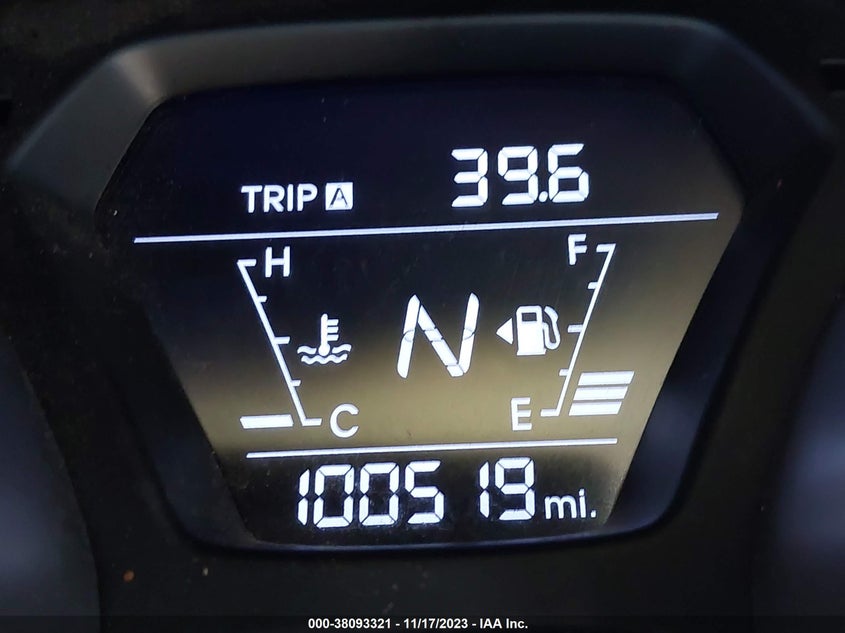 TRIP A 39.6
H F
N
C E
100519 mi.
000-38093321 - 11/17/2023 - IAA Inc.